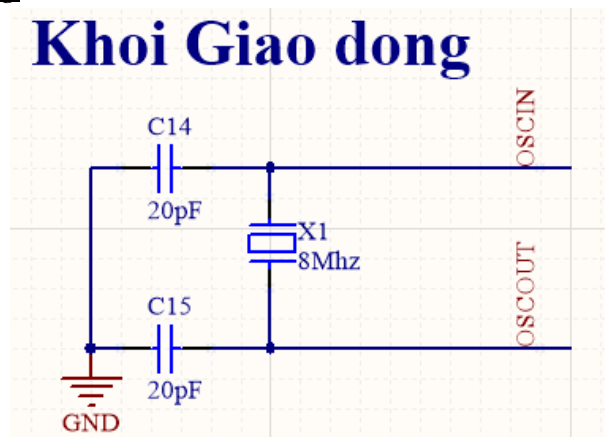 Khoi Giao dong
OSCIN
C14
20pF
X1
8Mhz
OSCOUT
C15
20pF
GND